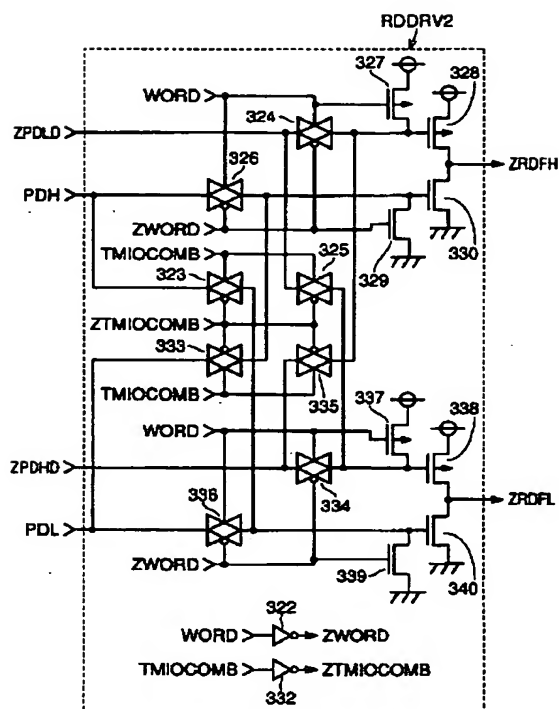 RDDRV2
327
328
WORD
324
ZPDLD
326
ZRDFH
PDH
ZWORD
325
330
TMIOCOMB
323
329
ZTMIOCOMB
333
TMIOCOMB
335
337
338
WORD
ZPDHD
336
334
ZRDFL
PDL
ZWORD
339
340
322
WORD ZWORD
TMIOCOMB ZTMIOCOMB
332